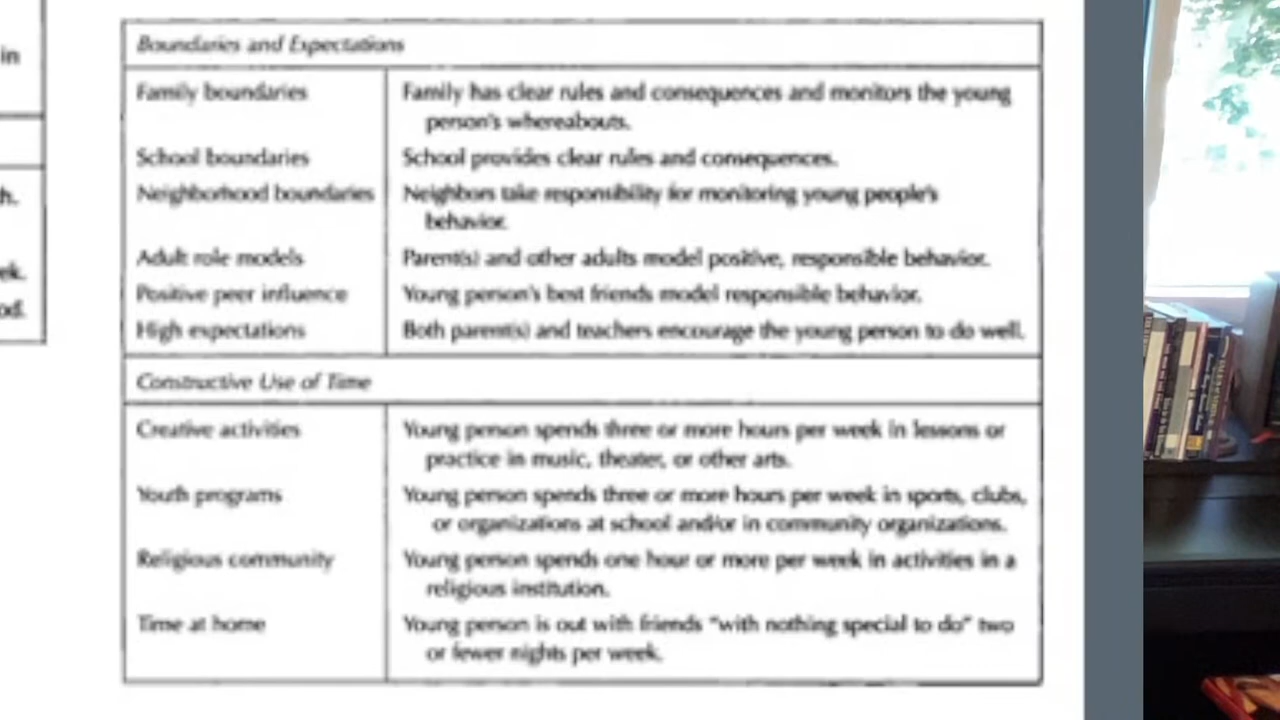 in
h.
ek.
od.
Boundaries and Expectations
Family boundaries
Family has clear rules and consequences and monitors the young
person's whereabouts.
School boundaries
School provides clear rules and consequences.
Neighborhood boundaries
Neighbors take responsibility for monitoring young people's
behavior.
Adult role models
Parent(s) and other adults model positive, responsible behavior.
Positive peer influence
Young person's best friends model responsible behavior.
High expectations
Both parent(s) and teachers encourage the young person to do well.
Constructive Use of Time
Creative activities
Young person spends three or more hours per week in lessons or
practice in music, theater, or other arts.
Youth programs
Young person spends three or more hours per week in sports, clubs,
or organizations at school and/or in community organizations.
Religious community
Young person spends one hour or more per week in activities in a
religious institution.
Time at home
Young person is out with friends "with nothing special to do" two
or fewer nights per week.